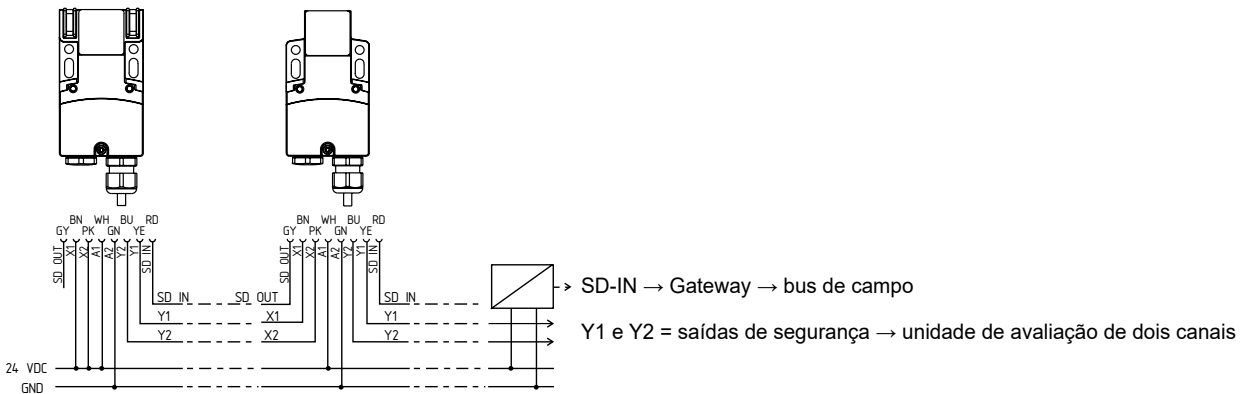 BN WH BU RD
GY PK GN YE
SD OUT X1 X2 A1 A2 Y2 Y1 SD IN
BN WH BU RD
GY PK GN YE
SD OUT X1 X2 A1 A2 Y2 Y1 SD IN
SD-IN → Gateway → bus de campo
SD IN SD OUT SD IN
Y1 X1 Y1
Y1 e Y2 = saídas de segurança → unidade de avaliação de dois canais
Y2 X2 Y2
24 VDC
GND